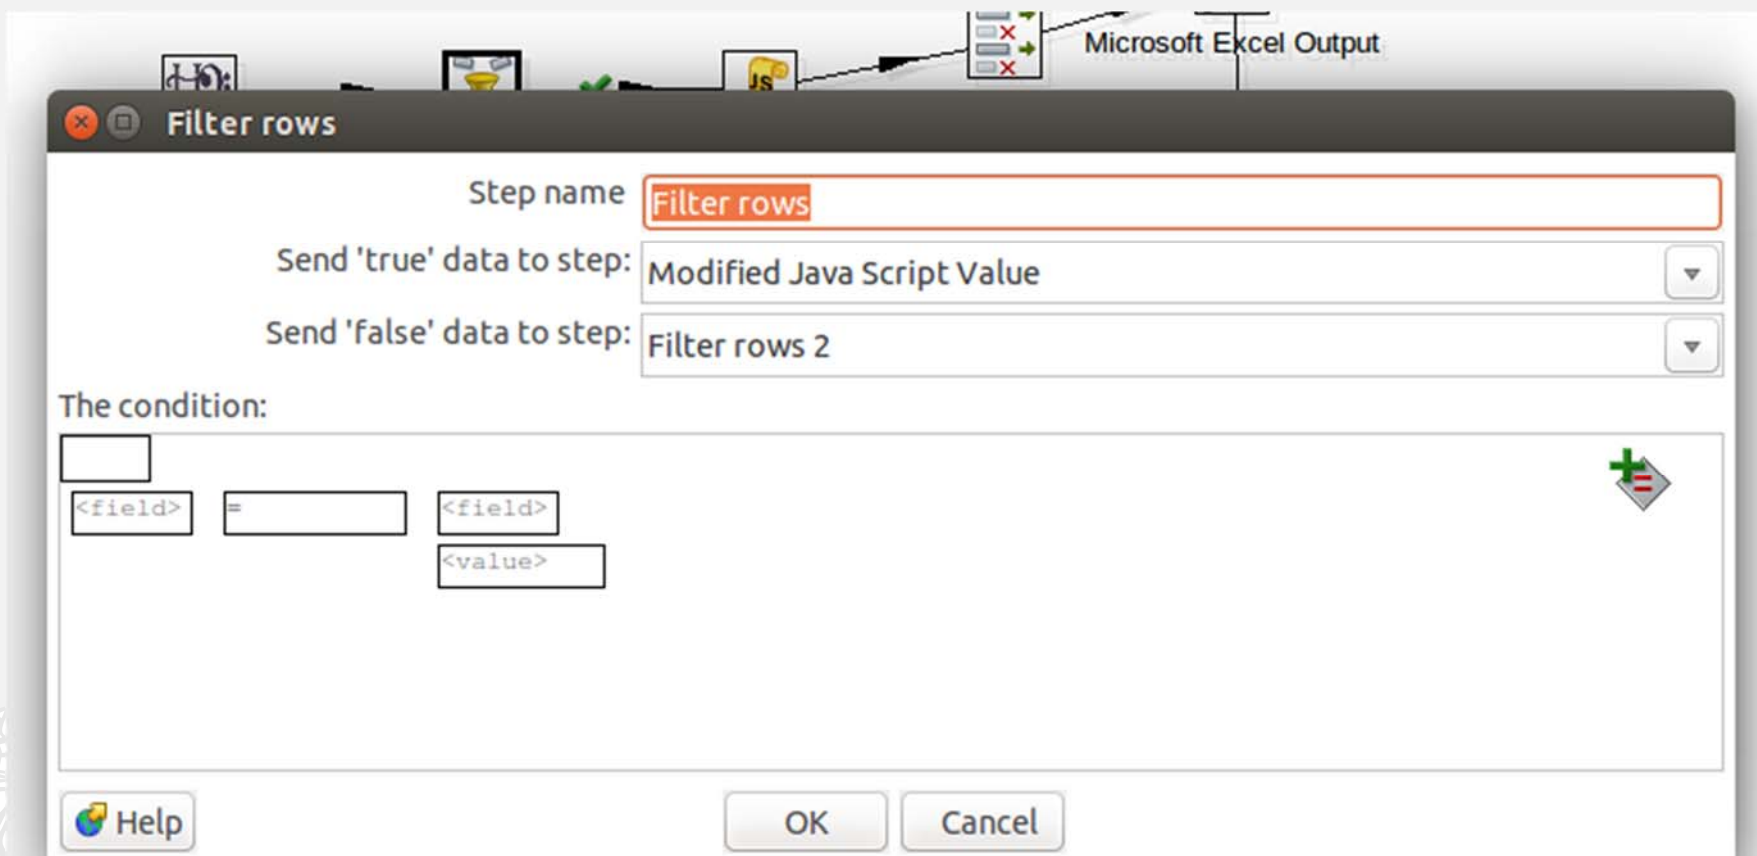 Microsoft Excel Output
JS
Filter rows
Step name Filter rows
Send 'true' data to step: Modified Java Script Value
Send 'false' data to step: Filter rows 2
The condition:
<field> = <field>
<value>
Help OK Cancel